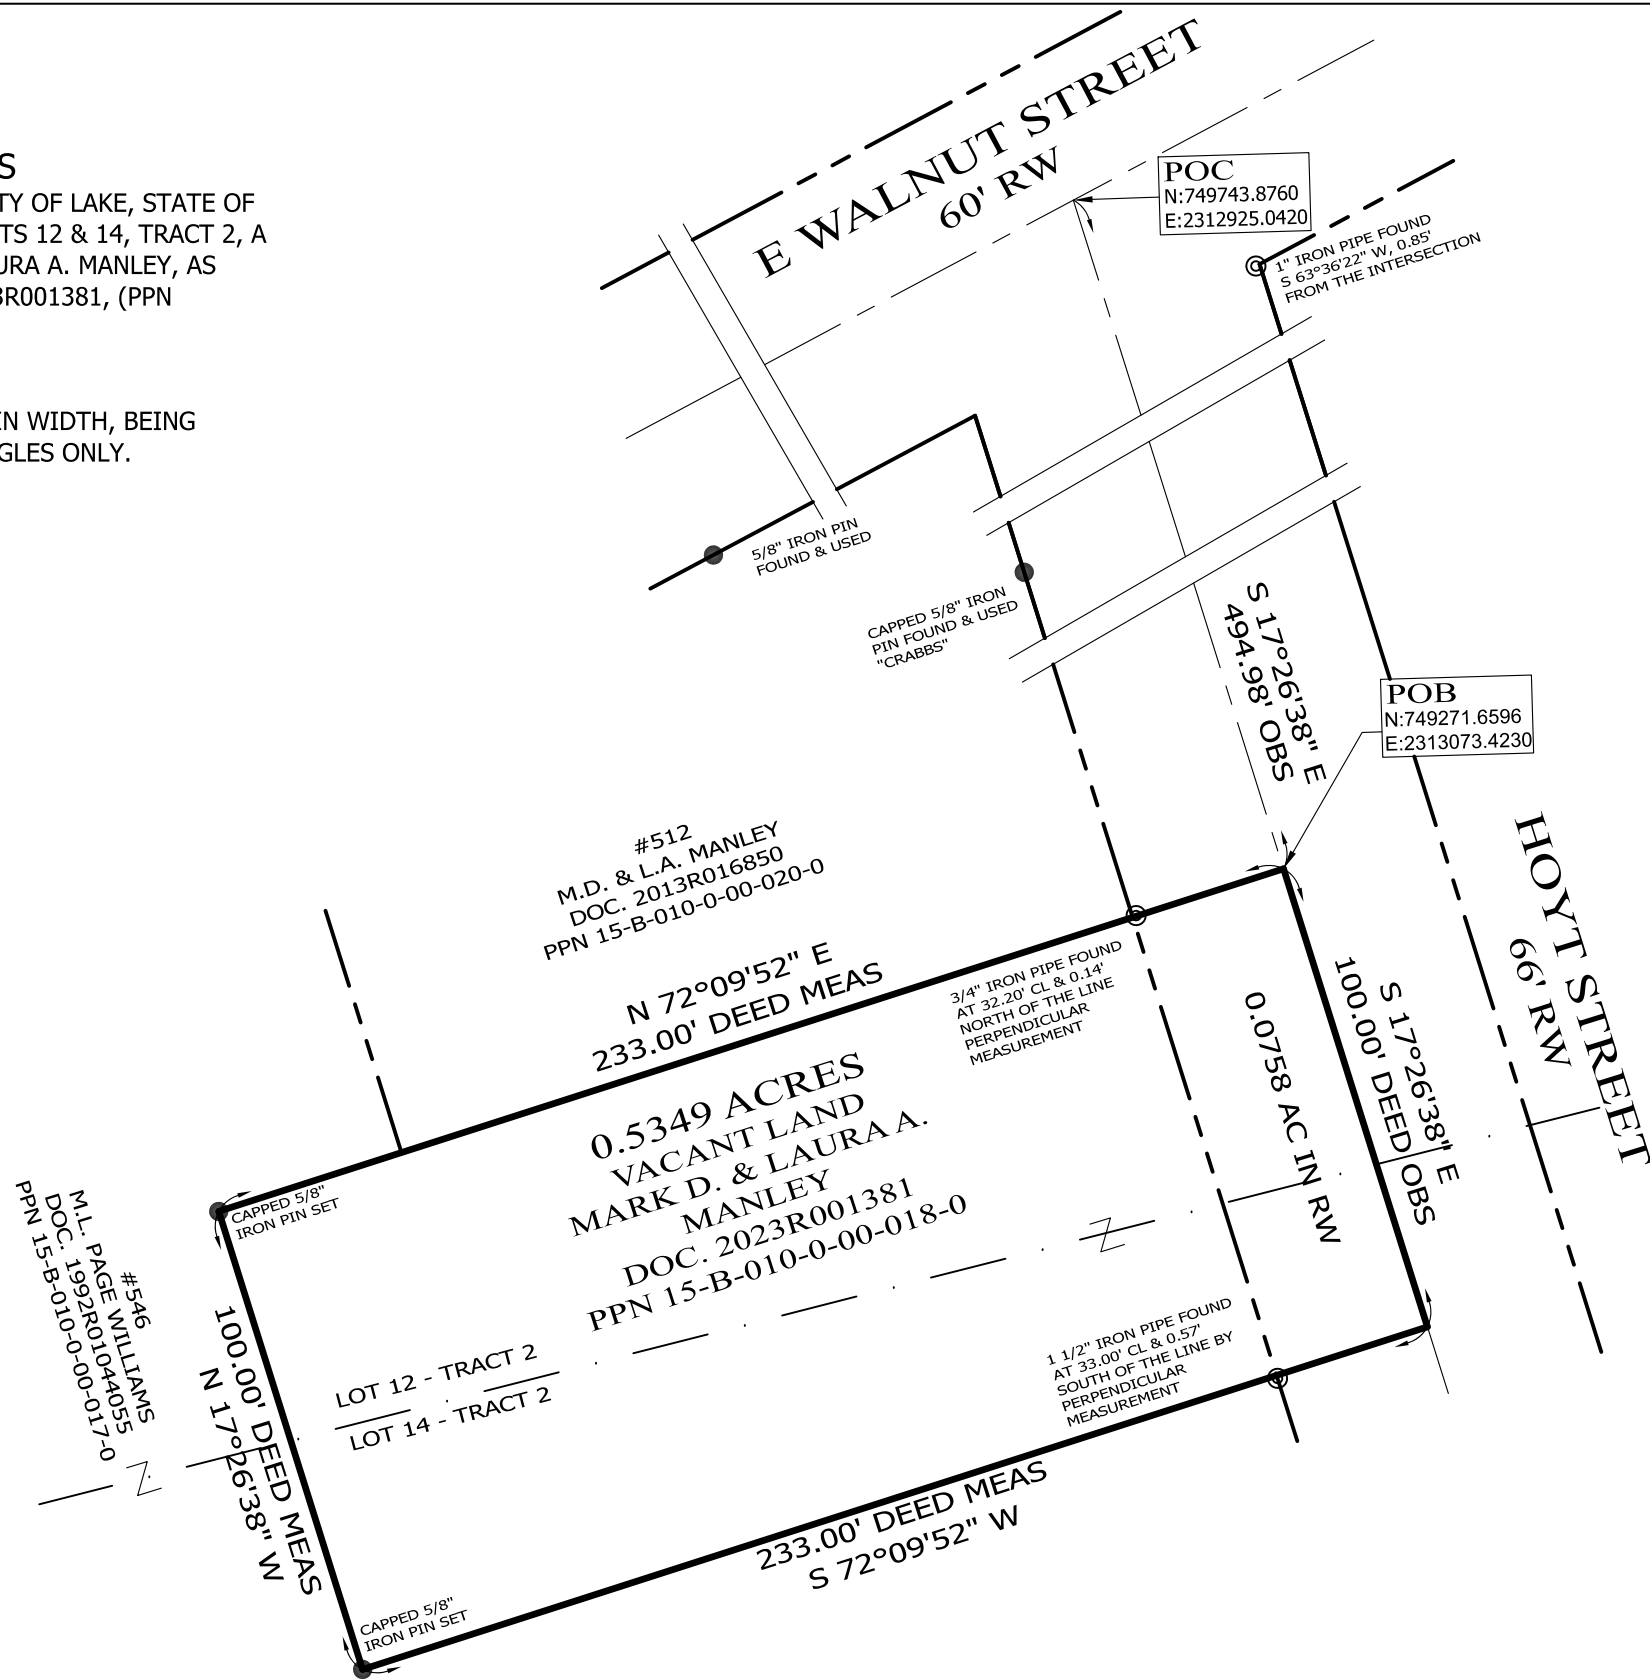 S
TY OF LAKE, STATE OF
TS 12 & 14, TRACT 2, A
URA A. MANLEY, AS
R001381, (PPN
IN WIDTH, BEING
GLES ONLY.
E WALNUT STREET
60' RW
POC
N:749743.8760
E:2312925.0420
1" IRON PIPE FOUND
S 63°36'22" W, 0.85'
FROM THE INTERSECTION
5/8" IRON PIN
FOUND & USED
CAPPED 5/8" IRON
PIN FOUND & USED
"CRABBS"
S 17°26'38" E
494.98' OBS
POB
N:749271.6596
E:2313073.4230
HOYT STREET
66' RW
#512
M.D. & L.A. MANLEY
DOC. 2013R016850
PPN 15-B-010-0-00-020-0
N 72°09'52" E
233.00' DEED MEAS
3/4" IRON PIPE FOUND
AT 32.20' CL & 0.14'
NORTH OF THE LINE
PERPENDICULAR
MEASUREMENT
0.0758 AC IN RW
S 17°26'38" E
100.00' DEED OBS
0.5349 ACRES
VACANT LAND
MARK D. & LAURA A.
MANLEY
DOC. 2023R001381
PPN 15-B-010-0-00-018-0
CAPPED 5/8"
IRON PIN SET
#546
M.L. PAGE WILLIAMS
DOC. 1992R01044055
PPN 15-B-010-0-00-017-0
100.00' DEED MEAS
N 17°26'38" W
LOT 12 - TRACT 2
LOT 14 - TRACT 2
1 1/2" IRON PIPE FOUND
AT 33.00' CL & 0.57'
SOUTH OF THE LINE BY
PERPENDICULAR
MEASUREMENT
233.00' DEED MEAS
S 72°09'52" W
CAPPED 5/8"
IRON PIN SET